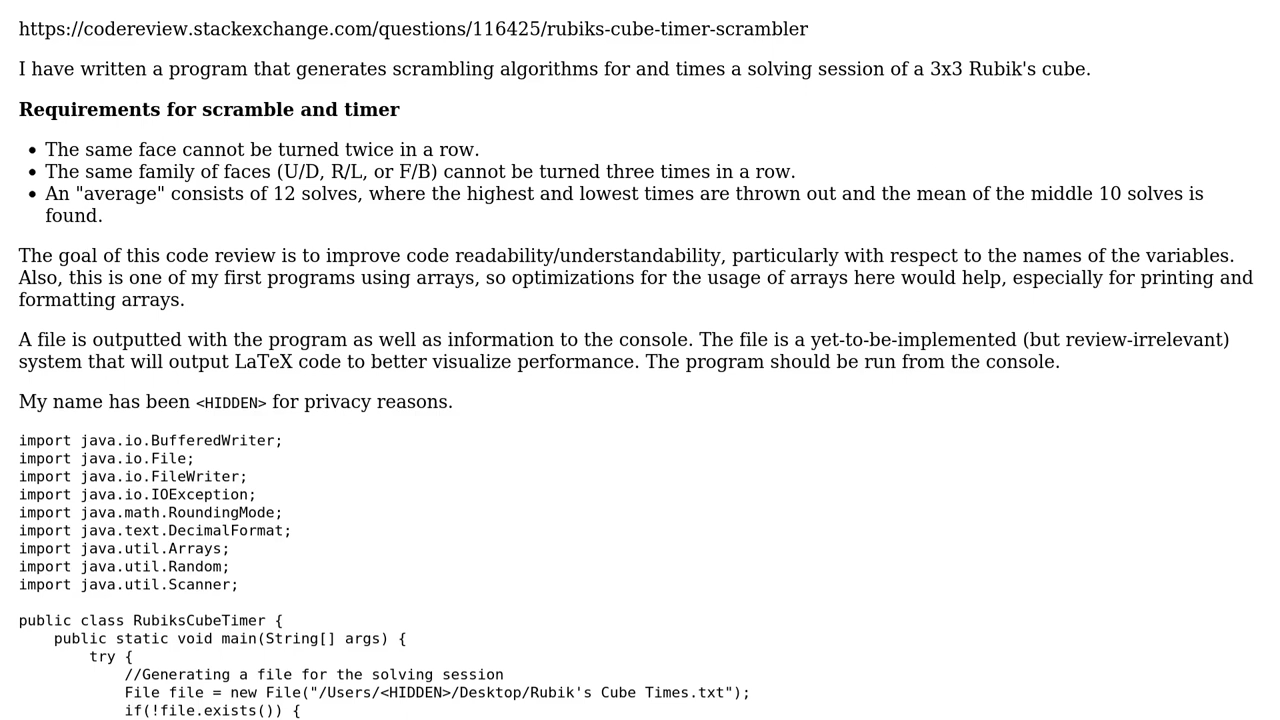 https://codereview.stackexchange.com/questions/116425/rubiks-cube-timer-scrambler
I have written a program that generates scrambling algorithms for and times a solving session of a 3x3 Rubik's cube.
Requirements for scramble and timer
• The same face cannot be turned twice in a row.
• The same family of faces (U/D, R/L, or F/B) cannot be turned three times in a row.
• An "average" consists of 12 solves, where the highest and lowest times are thrown out and the mean of the middle 10 solves is
found.
The goal of this code review is to improve code readability/understandability, particularly with respect to the names of the variables.
Also, this is one of my first programs using arrays, so optimizations for the usage of arrays here would help, especially for printing and
formatting arrays.
A file is outputted with the program as well as information to the console. The file is a yet-to-be-implemented (but review-irrelevant)
system that will output LaTeX code to better visualize performance. The program should be run from the console.
My name has been <HIDDEN> for privacy reasons.
import java.io.BufferedWriter;
import java.io.File;
import java.io.FileWriter;
import java.io.IOException;
import java.math.RoundingMode;
import java.text.DecimalFormat;
import java.util.Arrays;
import java.util.Random;
import java.util.Scanner;
public class RubiksCubeTimer {
    public static void main(String[] args) {
        try {
            //Generating a file for the solving session
            File file = new File("/Users/<HIDDEN>/Desktop/Rubik's Cube Times.txt");
            if(!file.exists()) {